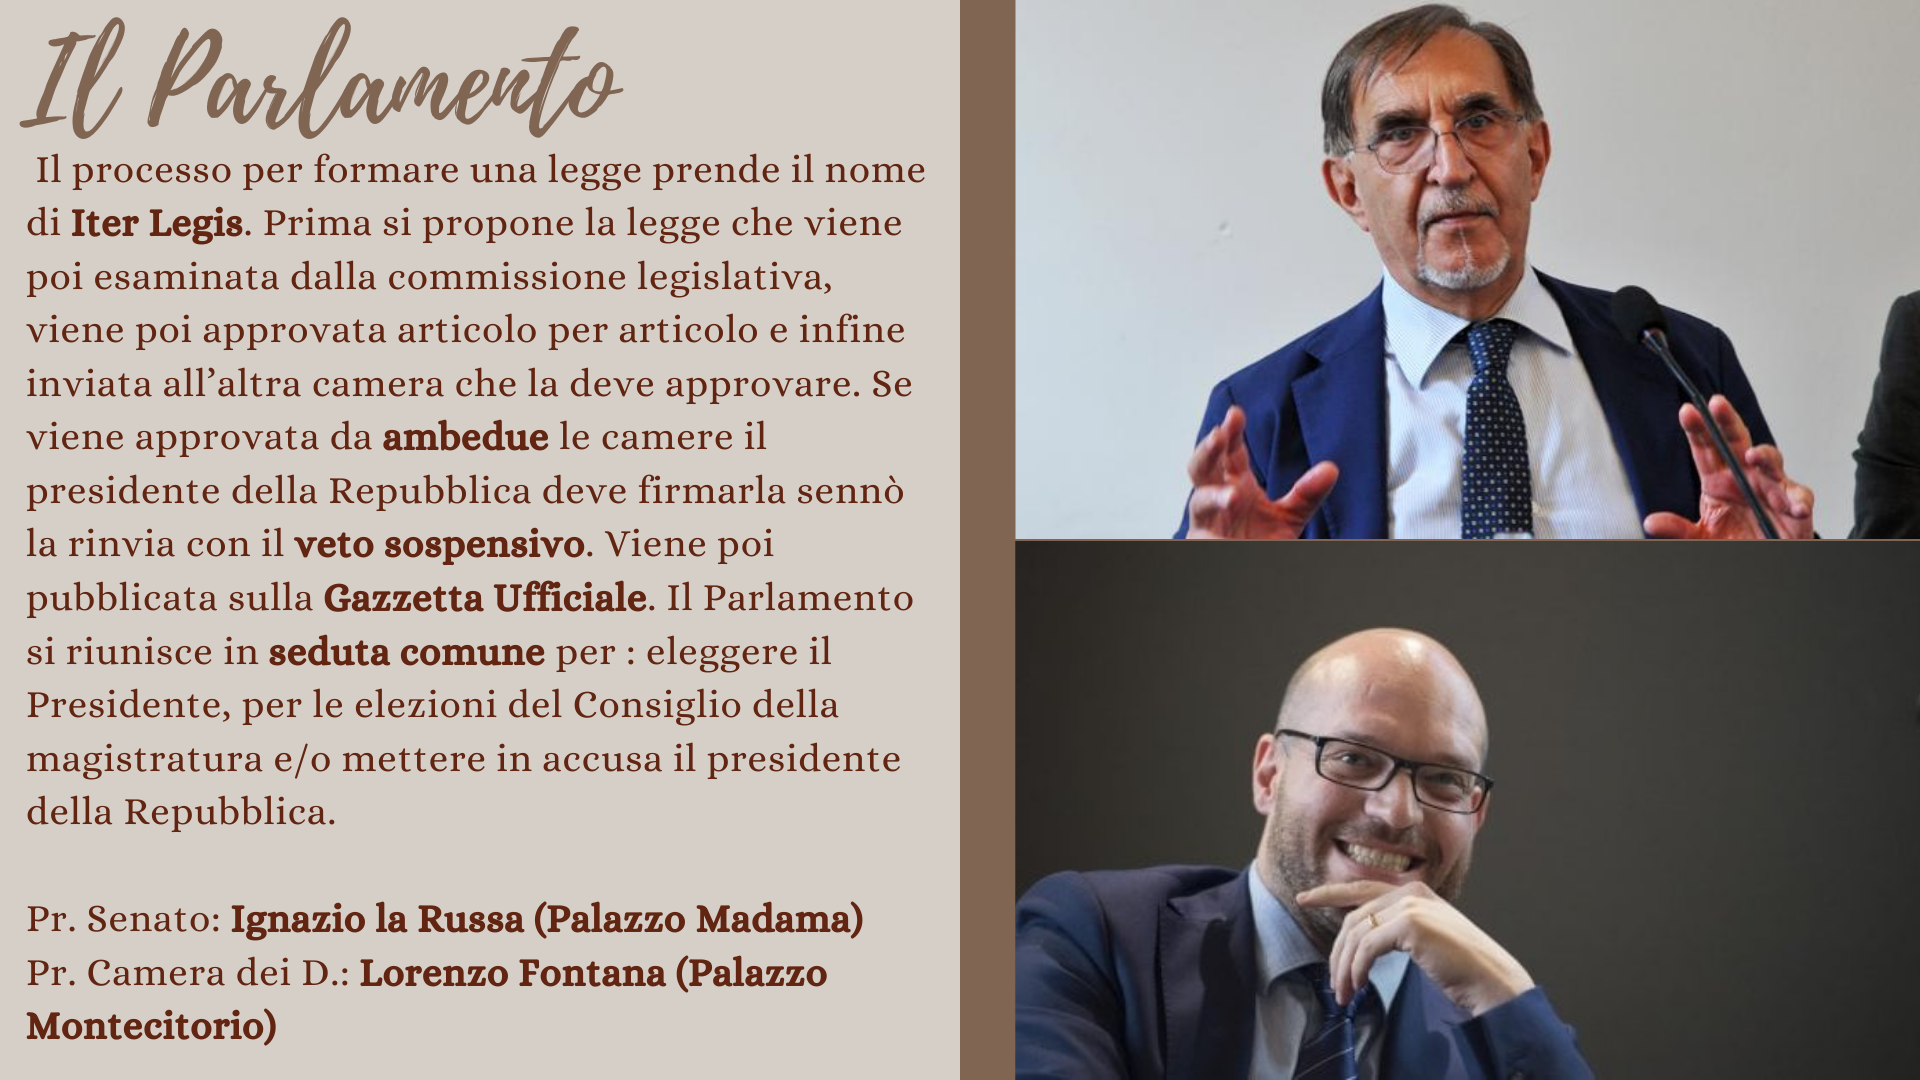 Il Parlamento
Il processo per formare una legge prende il nome
di Iter Legis. Prima si propone la legge che viene
poi esaminata dalla commissione legislativa,
viene poi approvata articolo per articolo e infine
inviata all’altra camera che la deve approvare. Se
viene approvata da ambedue le camere il
presidente della Repubblica deve firmarla sennò
la rinvia con il veto sospensivo. Viene poi
pubblicata sulla Gazzetta Ufficiale. Il Parlamento
si riunisce in seduta comune per : eleggere il
Presidente, per le elezioni del Consiglio della
magistratura e/o mettere in accusa il presidente
della Repubblica.
Pr. Senato: Ignazio la Russa (Palazzo Madama)
Pr. Camera dei D.: Lorenzo Fontana (Palazzo
Montecitorio)